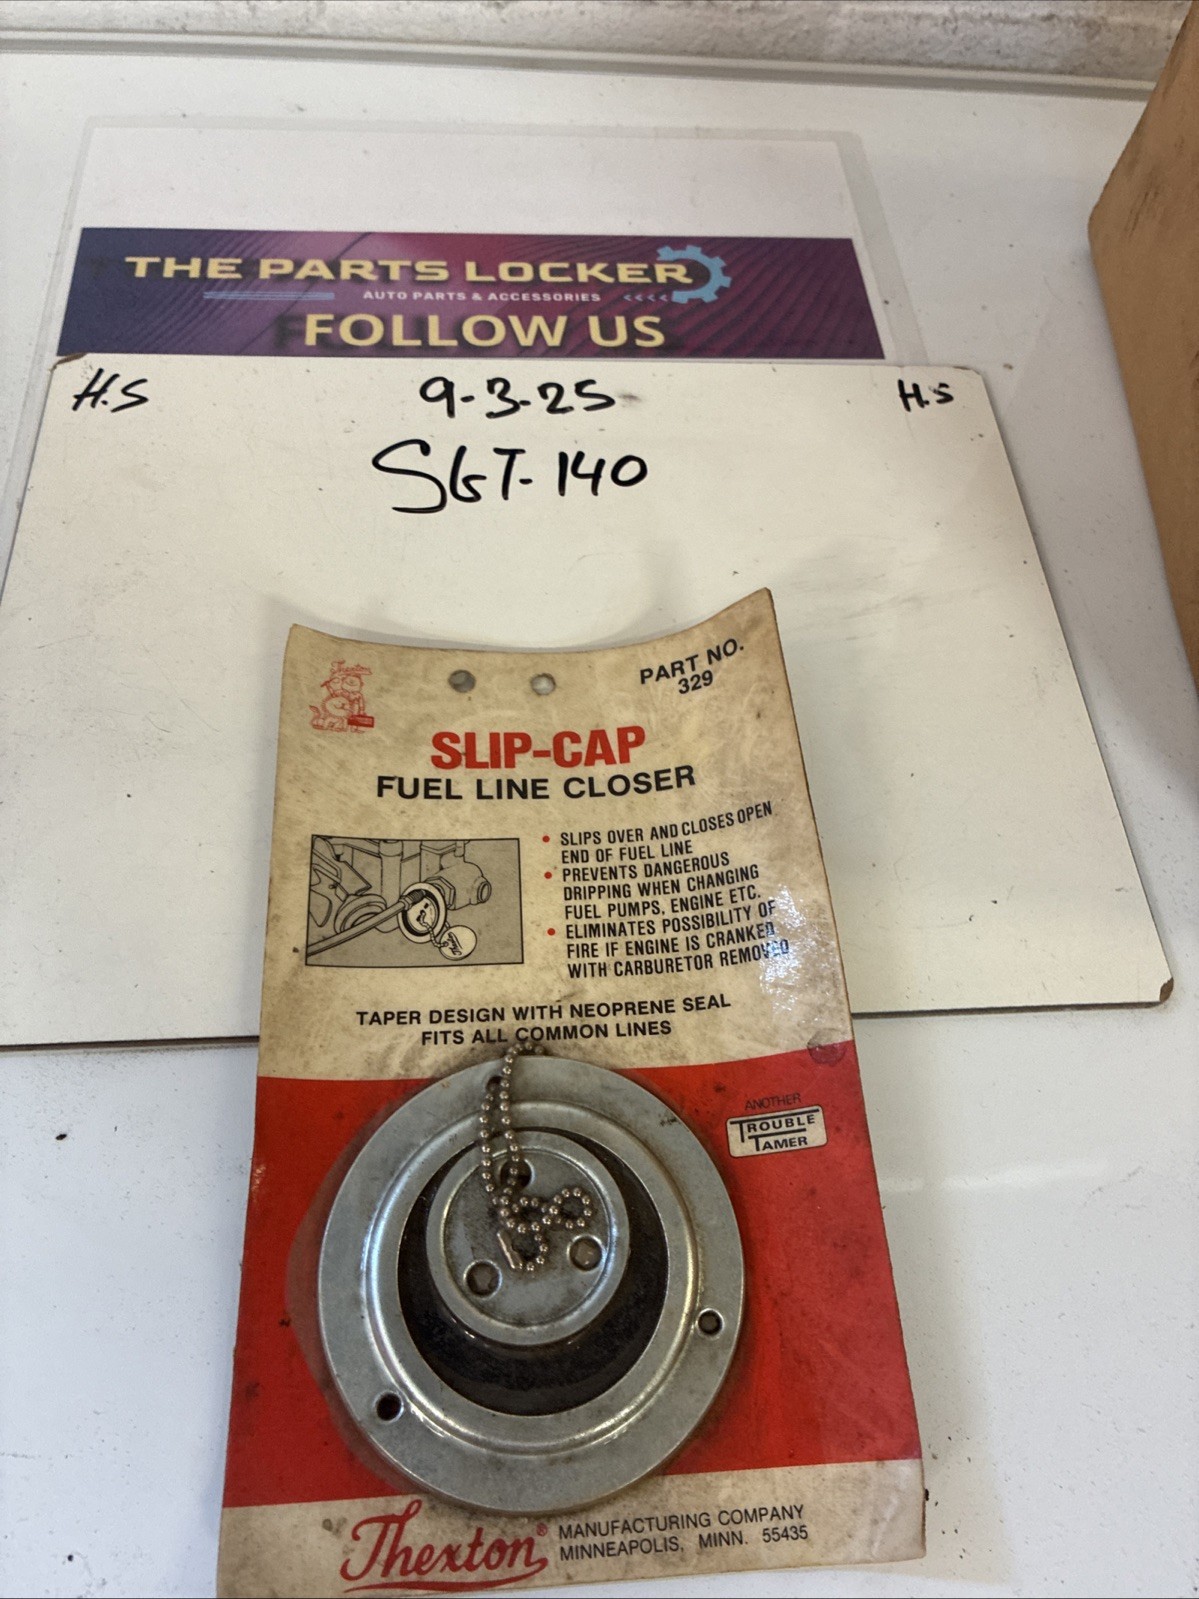 THE PARTS LOCKER
AUTO PARTS & ACCESSORIES
FOLLOW US
H.S
9-3-25
H.S
SGT-140
Thexton
PART NO.
329
SLIP-CAP
FUEL LINE CLOSER
• SLIPS OVER AND CLOSES OPEN
END OF FUEL LINE
• PREVENTS DANGEROUS
DRIPPING WHEN CHANGING
FUEL PUMPS, ENGINE ETC.
• ELIMINATES POSSIBILITY OF
FIRE IF ENGINE IS CRANKED
WITH CARBURETOR REMOVED
TAPER DESIGN WITH NEOPRENE SEAL
FITS ALL COMMON LINES
ANOTHER
TROUBLE
TAMER
Thexton®
MANUFACTURING COMPANY
MINNEAPOLIS, MINN. 55435